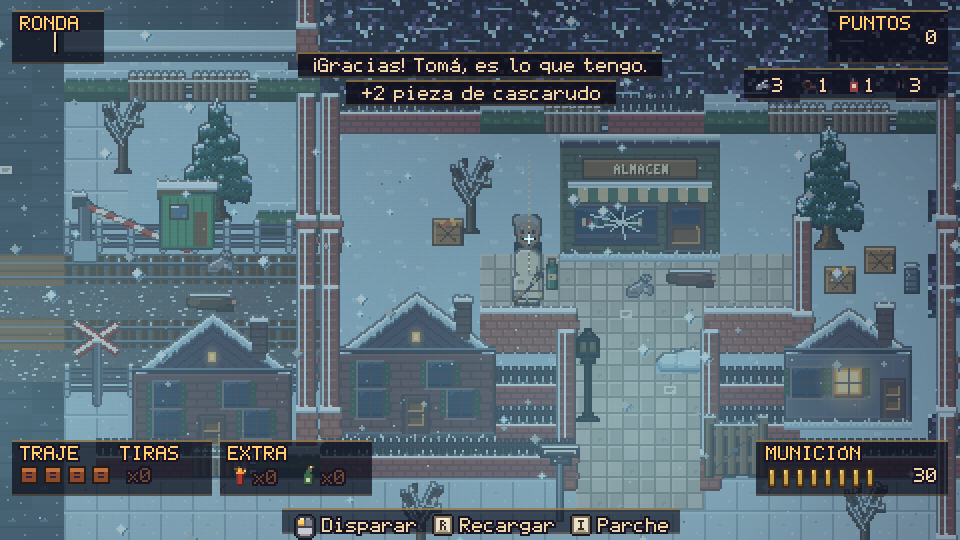 RONDA
|
PUNTOS
0
¡Gracias! Tomá, es lo que tengo.
+2 pieza de cascarudo
3 1 1 3
ALMACEN
TRAJE TIRAS
x0
EXTRA
x0 x0
MUNICIÓN
30
Disparar R Recargar I Parche